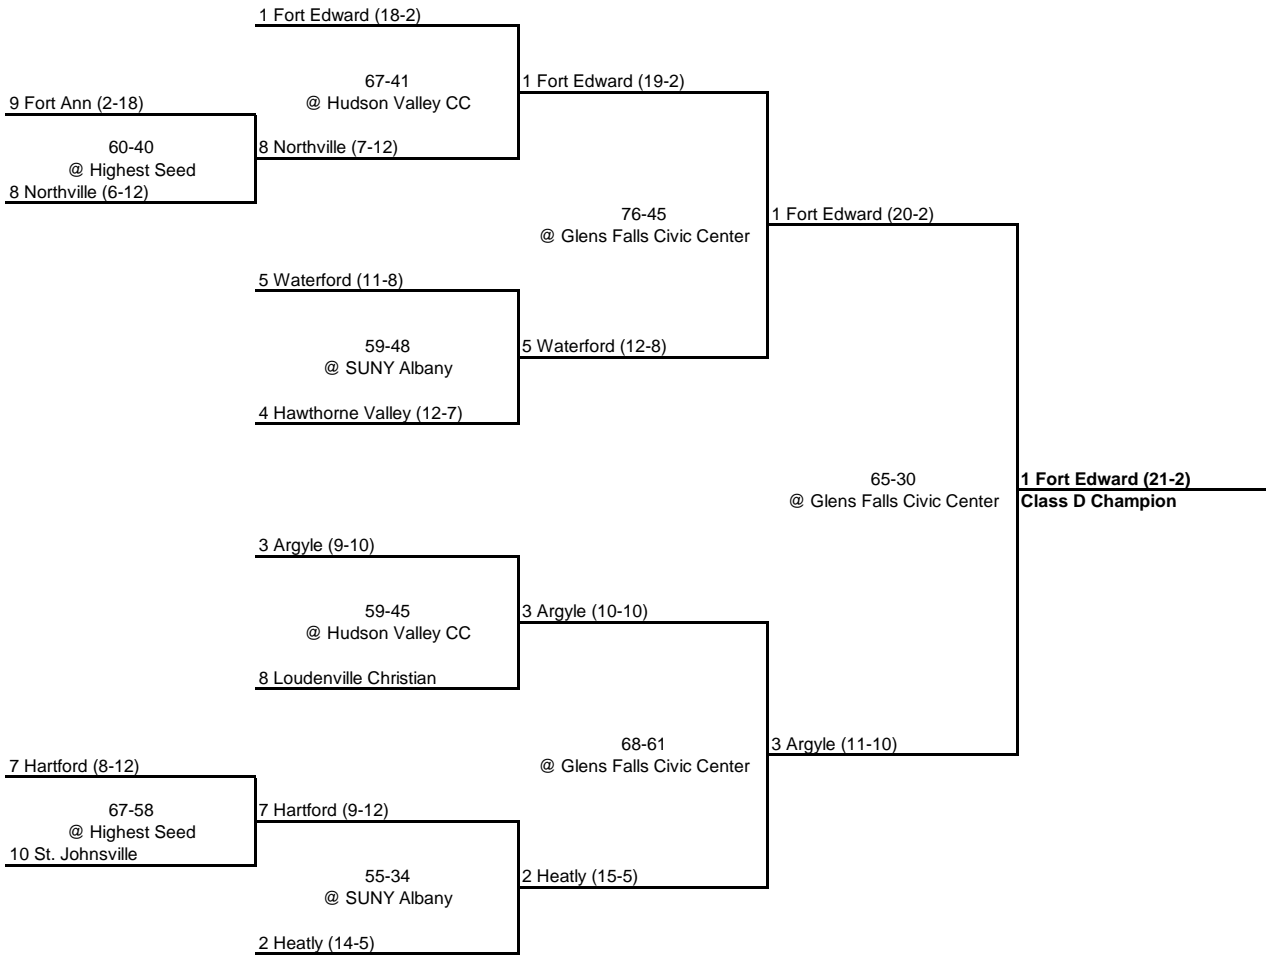 1 Fort Edward (18-2)
67-41
@ Hudson Valley CC
1 Fort Edward (19-2)
9 Fort Ann (2-18)
60-40
@ Highest Seed
8 Northville (7-12)
8 Northville (6-12)
76-45
@ Glens Falls Civic Center
1 Fort Edward (20-2)
5 Waterford (11-8)
59-48
@ SUNY Albany
5 Waterford (12-8)
4 Hawthorne Valley (12-7)
65-30
@ Glens Falls Civic Center
1 Fort Edward (21-2)
Class D Champion
3 Argyle (9-10)
59-45
@ Hudson Valley CC
3 Argyle (10-10)
8 Loudenville Christian
68-61
@ Glens Falls Civic Center
3 Argyle (11-10)
7 Hartford (8-12)
67-58
@ Highest Seed
7 Hartford (9-12)
10 St. Johnsville
55-34
@ SUNY Albany
2 Heatly (15-5)
2 Heatly (14-5)